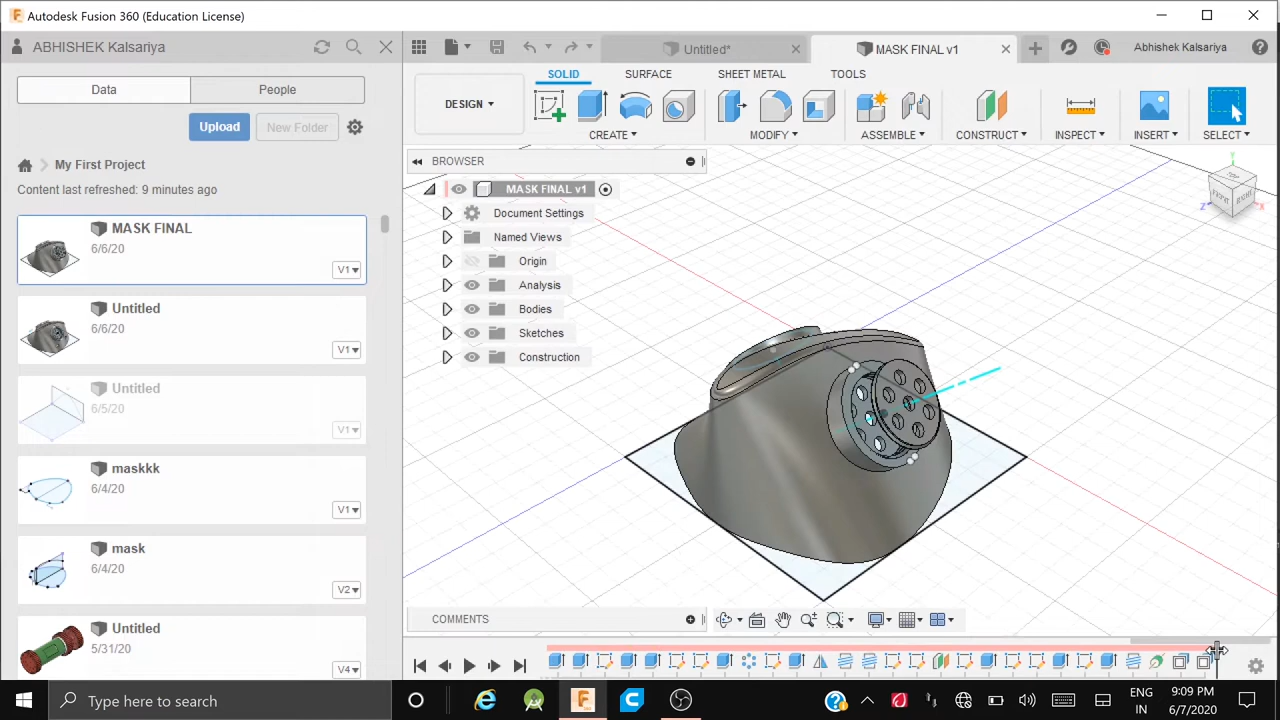 Autodesk Fusion 360 (Education License)
ABHISHEK Kalsariya
Untitled*
MASK FINAL v1
Abhishek Kalsariya
Data
People
SOLID
SURFACE
SHEET METAL
TOOLS
DESIGN
Upload
New Folder
CREATE
MODIFY
ASSEMBLE
CONSTRUCT
INSPECT
INSERT
SELECT
My First Project
BROWSER
Content last refreshed: 9 minutes ago
MASK FINAL v1
Document Settings
Named Views
Origin
Analysis
Bodies
Sketches
Construction
MASK FINAL
6/6/20
V1
Untitled
6/6/20
V1
Untitled
6/5/20
V1
maskkk
6/4/20
V1
mask
6/4/20
V2
Untitled
5/31/20
V4
TOP
FRONT
RIGHT
Y
Z
X
COMMENTS
Type here to search
ENG
IN
9:09 PM
6/7/2020